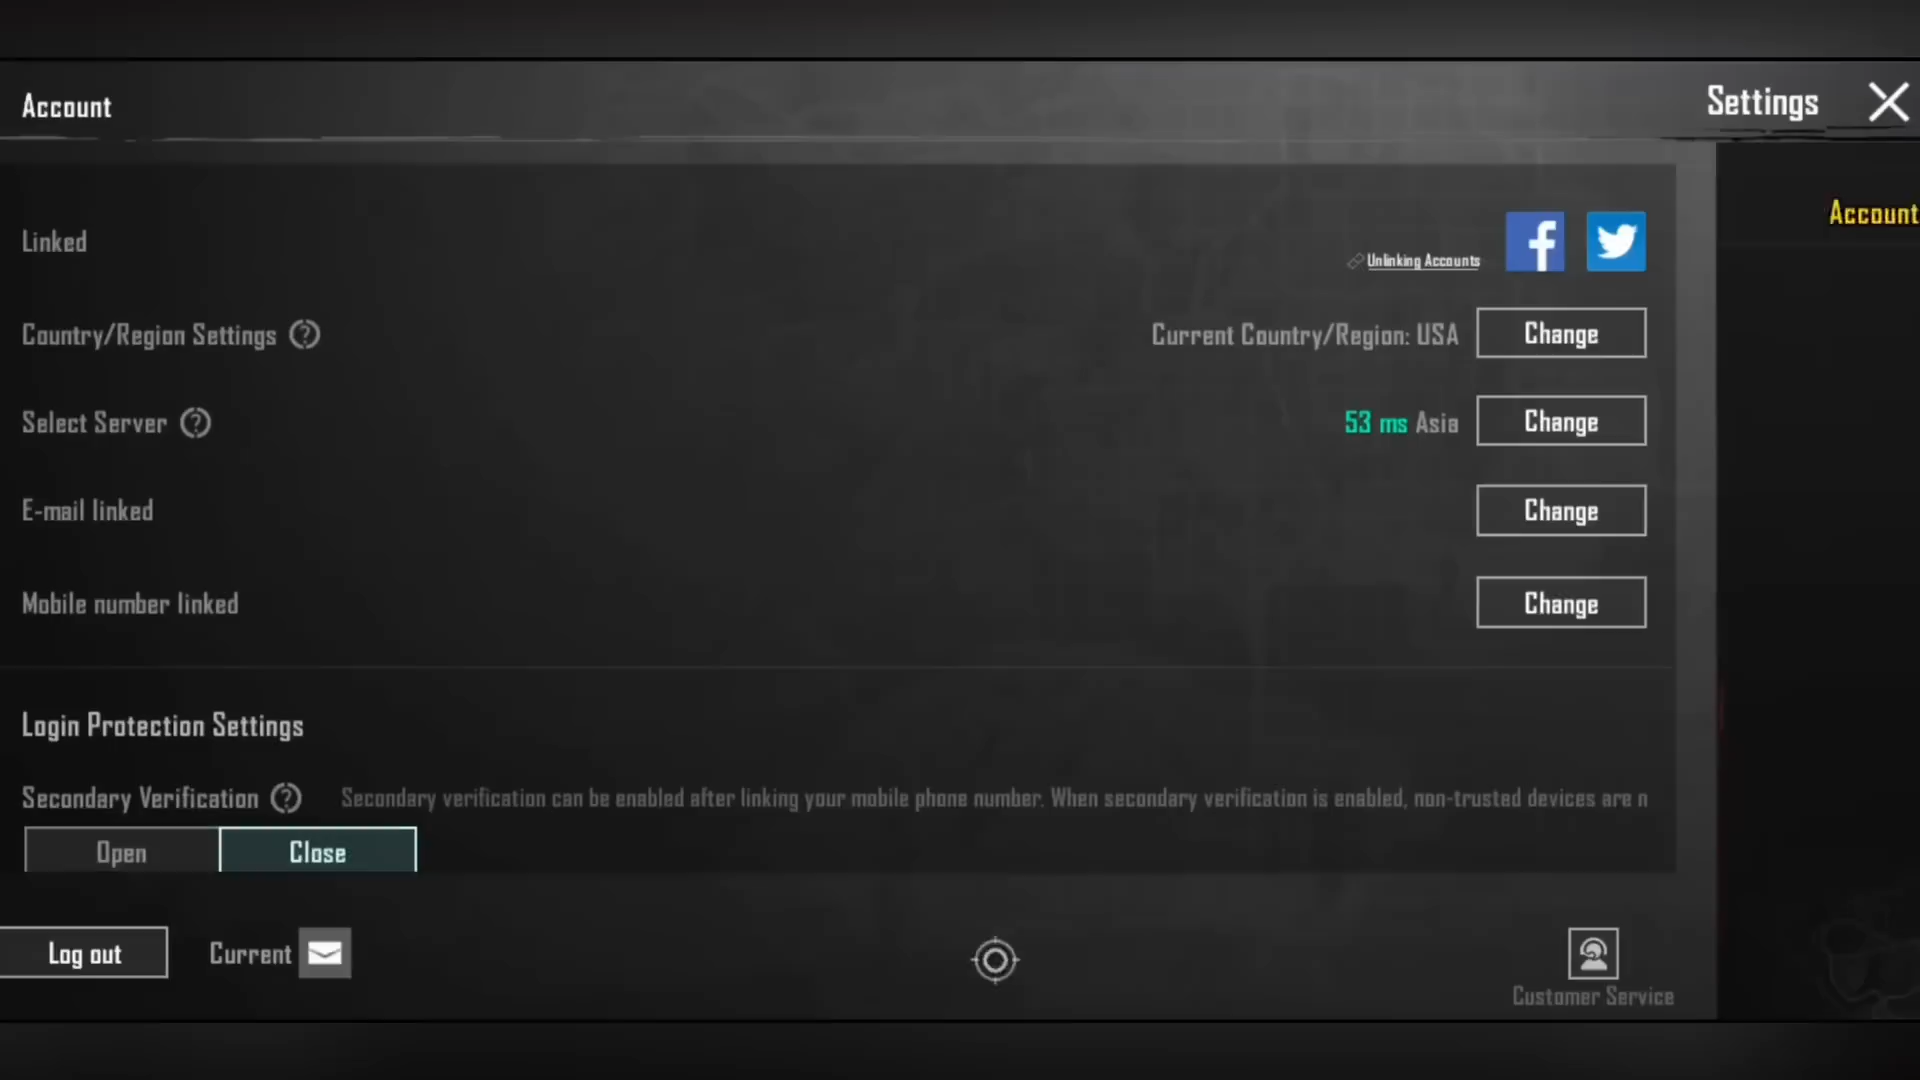 Account
Settings
Account
Linked
Unlinking Accounts
Country/Region Settings
Current Country/Region: USA
Change
Select Server
53 ms Asia
Change
E-mail linked
Change
Mobile number linked
Change
Login Protection Settings
Secondary Verification
Secondary verification can be enabled after linking your mobile phone number. When secondary verification is enabled, non-trusted devices are n
Open
Close
Log out
Current
Customer Service